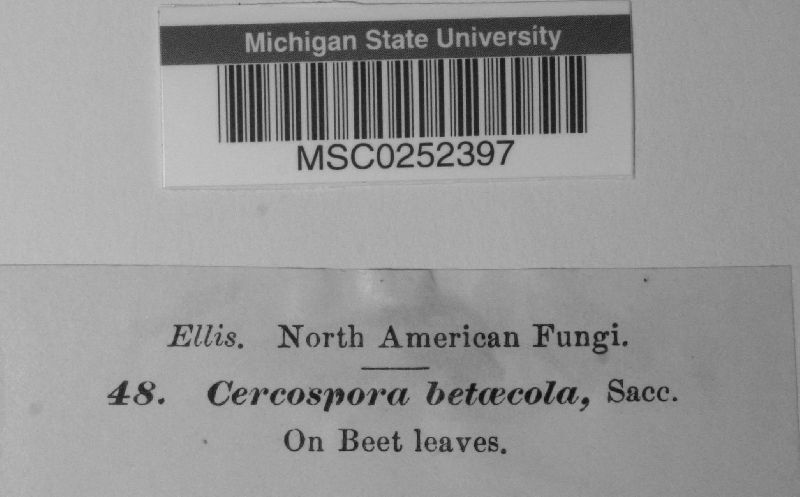 Michigan State University
MSC0252397
Ellis. North American Fungi.
48. Cercospora betæcola, Sacc.
On Beet leaves.